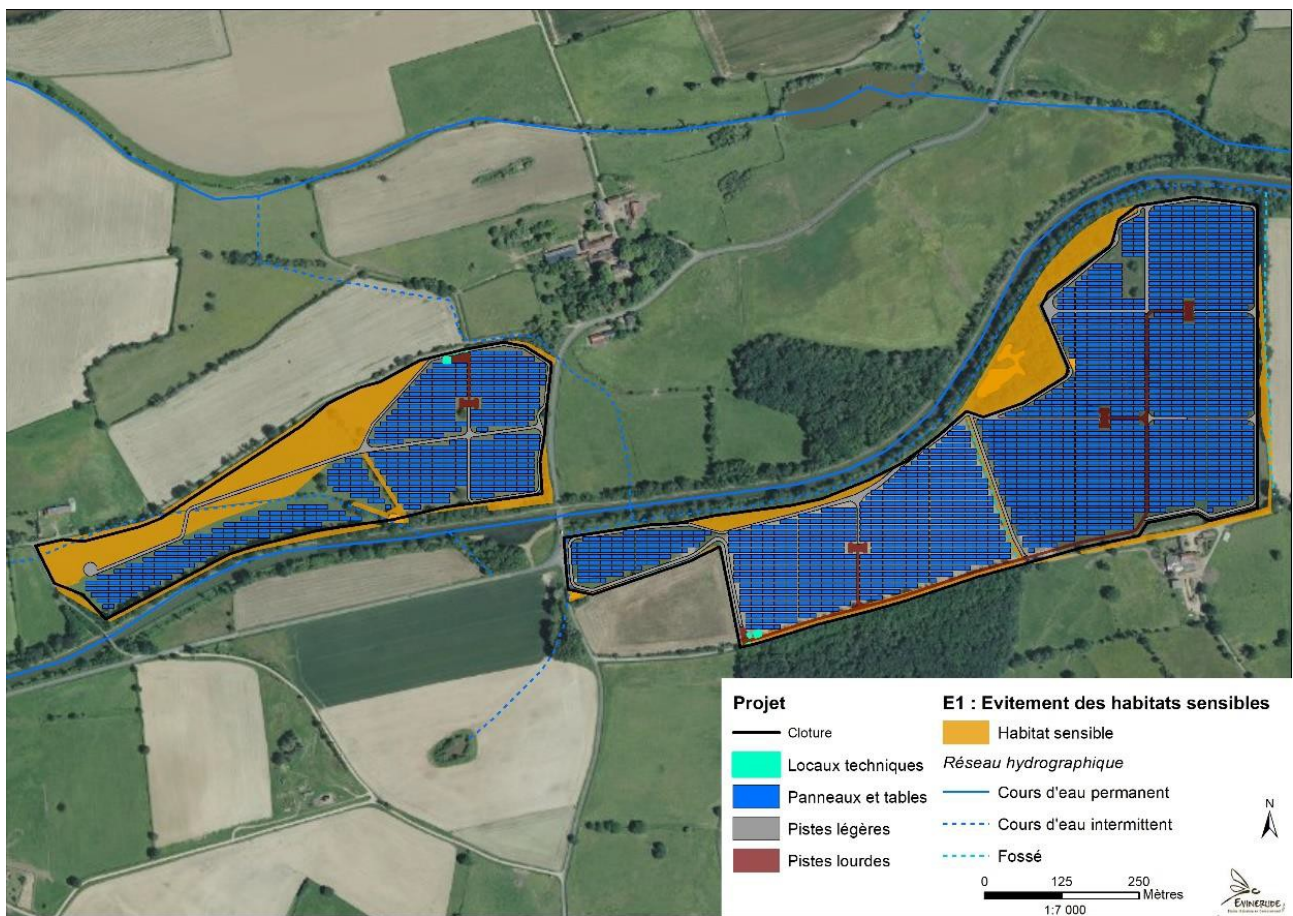 Projet
Cloture
Locaux techniques
Panneaux et tables
Pistes légères
Pistes lourdes
E1 : Evitement des habitats sensibles
Habitat sensible
Réseau hydrographique
Cours d'eau permanent
Cours d'eau intermittent
Fossé
N
0 125 250
Mètres
1:7 000
EVINERUDE